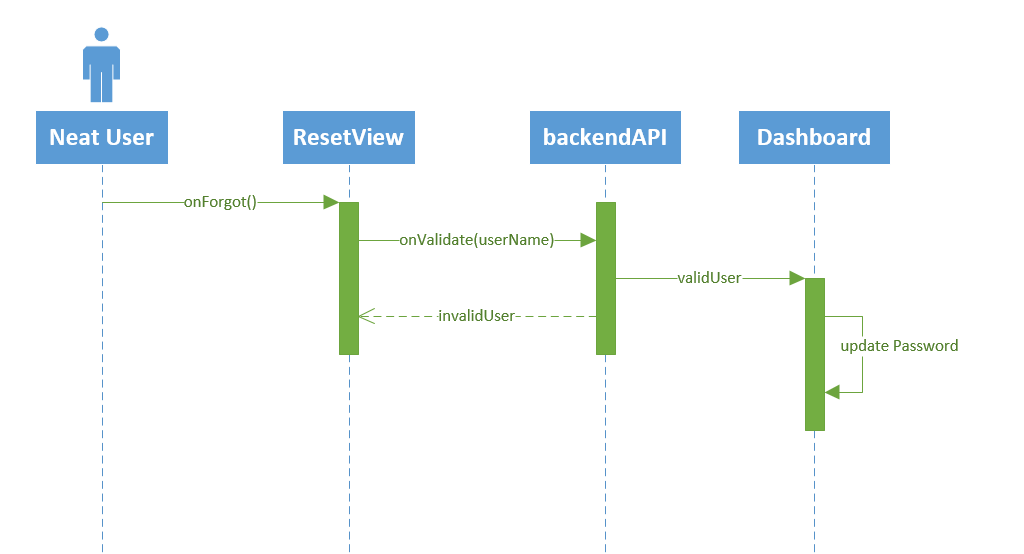 Neat User
ResetView
backendAPI
Dashboard
onForgot()
onValidate(userName)
validUser
invalidUser
update Password